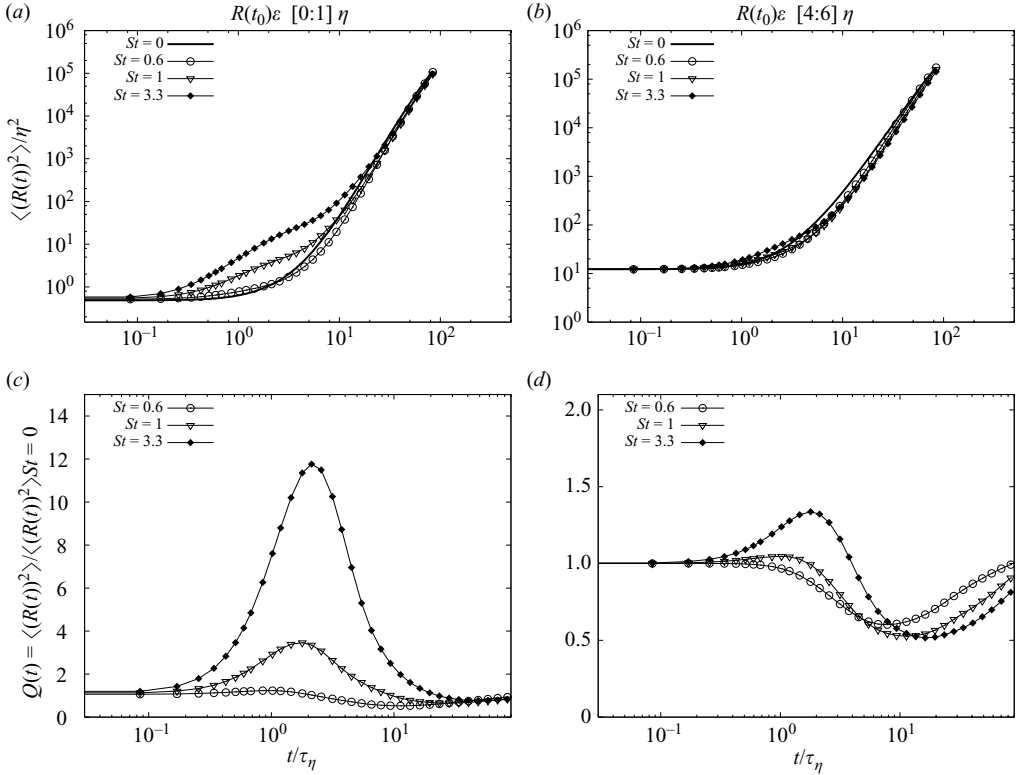 (a) R(t₀)ε [0:1] η
(b) R(t₀)ε [4:6] η
10⁶
10⁵
10⁴
10³
10²
10¹
10⁰
St = 0
St = 0.6
St = 1
St = 3.3
⟨(R(t))²⟩/η²
10⁻¹ 10⁰ 10¹ 10²
10⁶
10⁵
10⁴
10³
10²
10¹
10⁰
St = 0
St = 0.6
St = 1
St = 3.3
10⁻¹ 10⁰ 10¹ 10²
(c)
(d)
14
12
10
8
6
4
2
0
St = 0.6
St = 1
St = 3.3
Q(t) = ⟨(R(t))²⟩/⟨(R(t))²⟩St = 0
10⁻¹ 10⁰ 10¹
t/τ_η
2.0
1.5
1.0
0.5
0
St = 0.6
St = 1
St = 3.3
10⁻¹ 10⁰ 10¹
t/τ_η